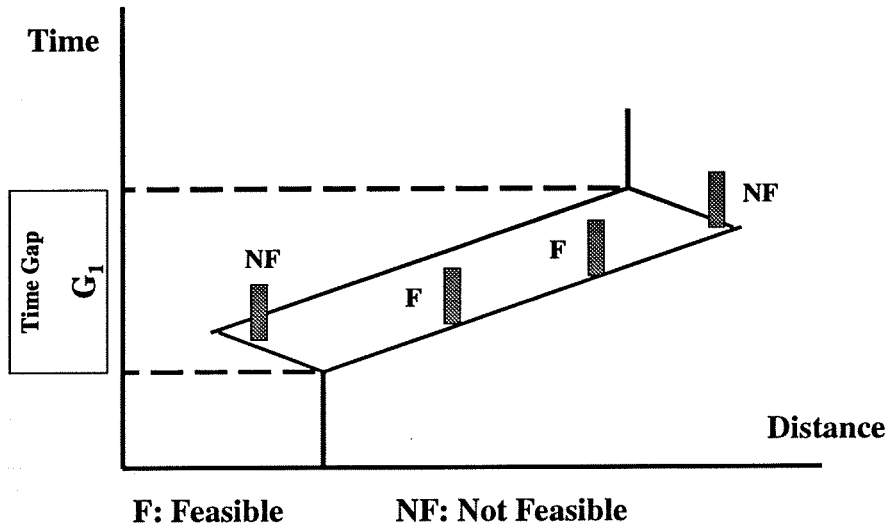 Time
NF
NF
F
F
Time Gap
G1
Distance
F: Feasible
NF: Not Feasible